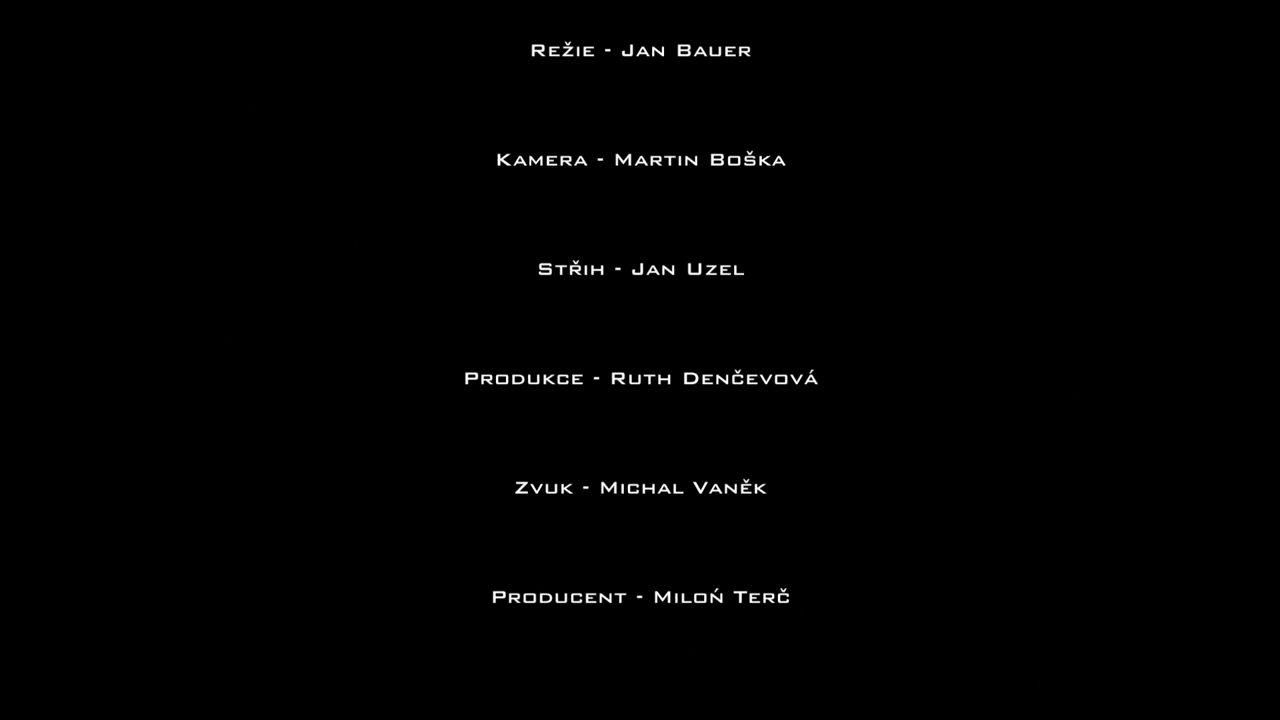 Režie - Jan Bauer
Kamera - Martin Boška
Střih - Jan Uzel
Produkce - Ruth Denčevová
Zvuk - Michal Vaněk
Producent - Miloń Terč